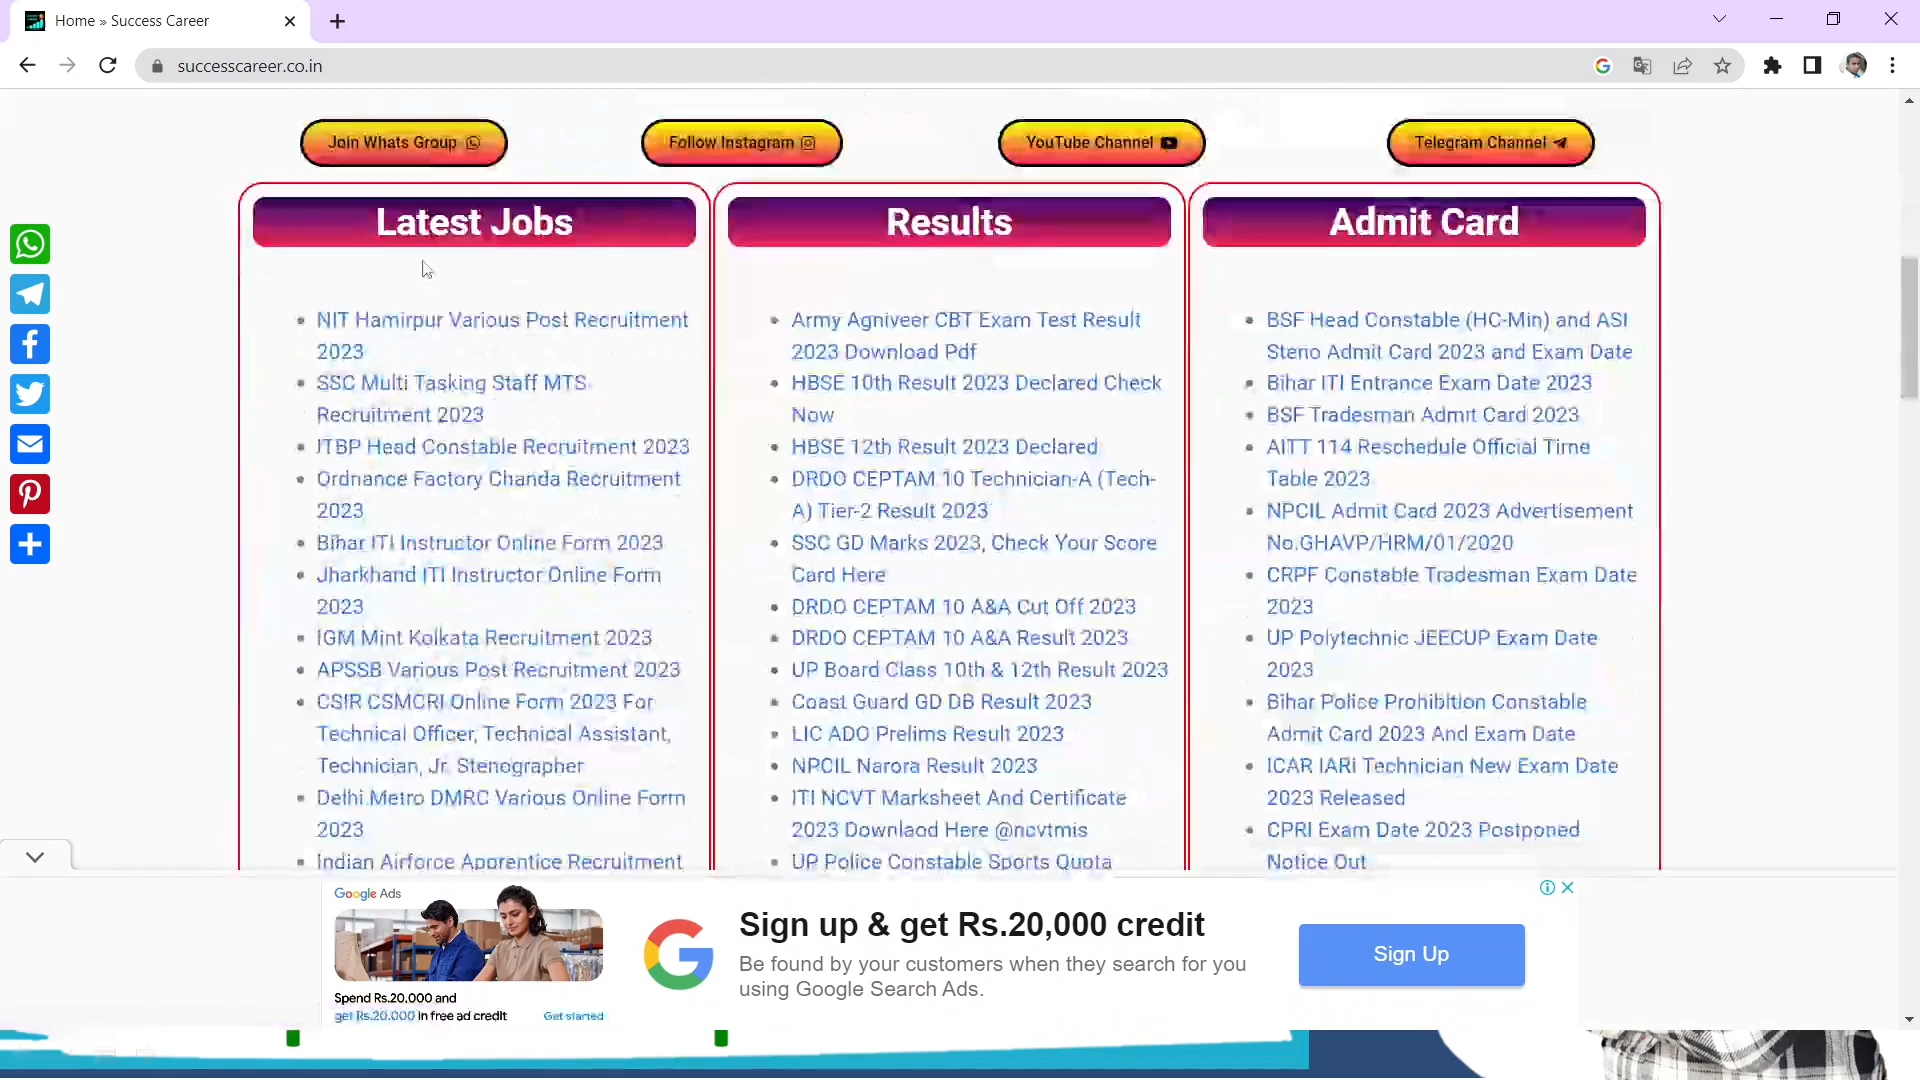 Home » Success Career
successcareer.co.in
Join Whats Group
Follow Instagram
YouTube Channel
Telegram Channel
Latest Jobs
NIT Hamirpur Various Post Recruitment
2023
SSC Multi Tasking Staff MTS
Recruitment 2023
ITBP Head Constable Recruitment 2023
Ordnance Factory Chanda Recruitment
2023
Bihar ITI Instructor Online Form 2023
Jharkhand ITI Instructor Online Form
2023
IGM Mint Kolkata Recruitment 2023
APSSB Various Post Recruitment 2023
CSIR CSMCRI Online Form 2023 For
Technical Officer, Technical Assistant,
Technician, Jr. Stenographer
Delhi Metro DMRC Various Online Form
2023
Indian Airforce Apprentice Recruitment
Results
Army Agniveer CBT Exam Test Result
2023 Download Pdf
HBSE 10th Result 2023 Declared Check
Now
HBSE 12th Result 2023 Declared
DRDO CEPTAM 10 Technician-A (Tech-
A) Tier-2 Result 2023
SSC GD Marks 2023, Check Your Score
Card Here
DRDO CEPTAM 10 A&A Cut Off 2023
DRDO CEPTAM 10 A&A Result 2023
UP Board Class 10th & 12th Result 2023
Coast Guard GD DB Result 2023
LIC ADO Prelims Result 2023
NPCIL Narora Result 2023
ITI NCVT Marksheet And Certificate
2023 Downlaod Here @ncvtmis
UP Police Constable Sports Quota
Admit Card
BSF Head Constable (HC-Min) and ASI
Steno Admit Card 2023 and Exam Date
Bihar ITI Entrance Exam Date 2023
BSF Tradesman Admit Card 2023
AITT 114 Reschedule Official Time
Table 2023
NPCIL Admit Card 2023 Advertisement
No.GHAVP/HRM/01/2020
CRPF Constable Tradesman Exam Date
2023
UP Polytechnic JEECUP Exam Date
2023
Bihar Police Prohibition Constable
Admit Card 2023 And Exam Date
ICAR IARI Technician New Exam Date
2023 Released
CPRI Exam Date 2023 Postponed
Notice Out
Google Ads
Spend Rs.20,000 and
get Rs.20,000 in free ad credit
Get started
Sign up & get Rs.20,000 credit
Be found by your customers when they search for you
using Google Search Ads.
Sign Up